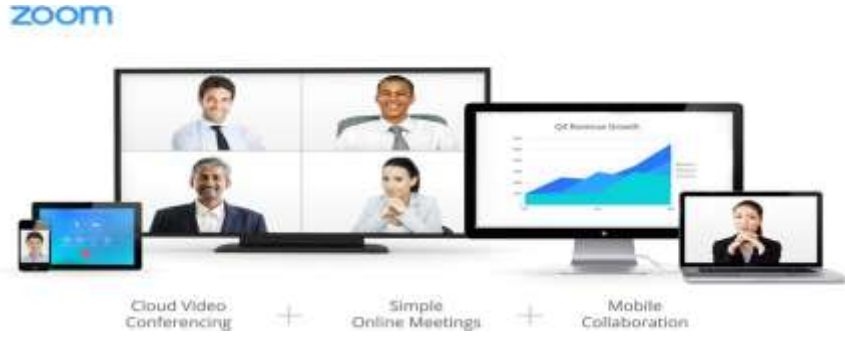 zoom
Q4 Revenue Growth
Cloud Video
Conferencing
+
Simple
Online Meetings
+
Mobile
Collaboration